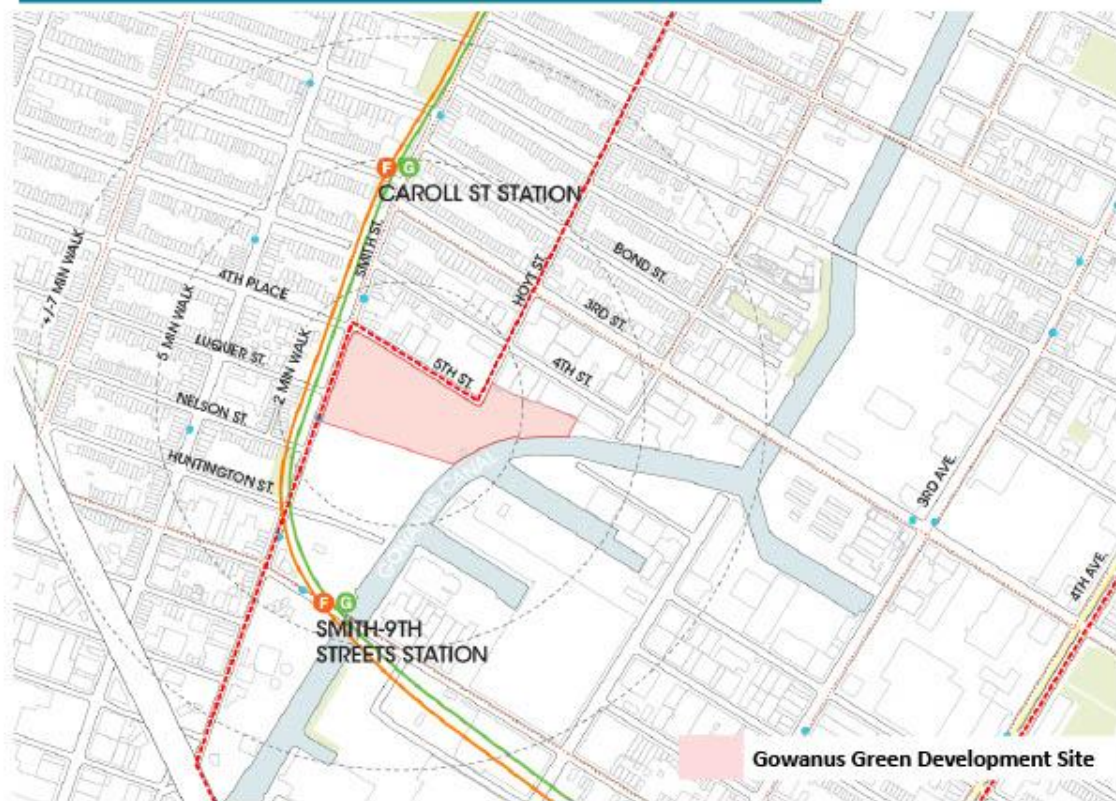 F G
CAROLL ST STATION
SMITH ST.
HOYT ST.
BOND ST.
+/-7 MIN WALK
5 MIN WALK
2 MIN WALK
4TH PLACE
3RD ST.
LUQUER ST.
5TH ST.
4TH ST.
NELSON ST.
HUNTINGTON ST.
GOWANUS CANAL
3RD AVE.
4TH AVE.
F G
SMITH-9TH
STREETS STATION
Gowanus Green Development Site